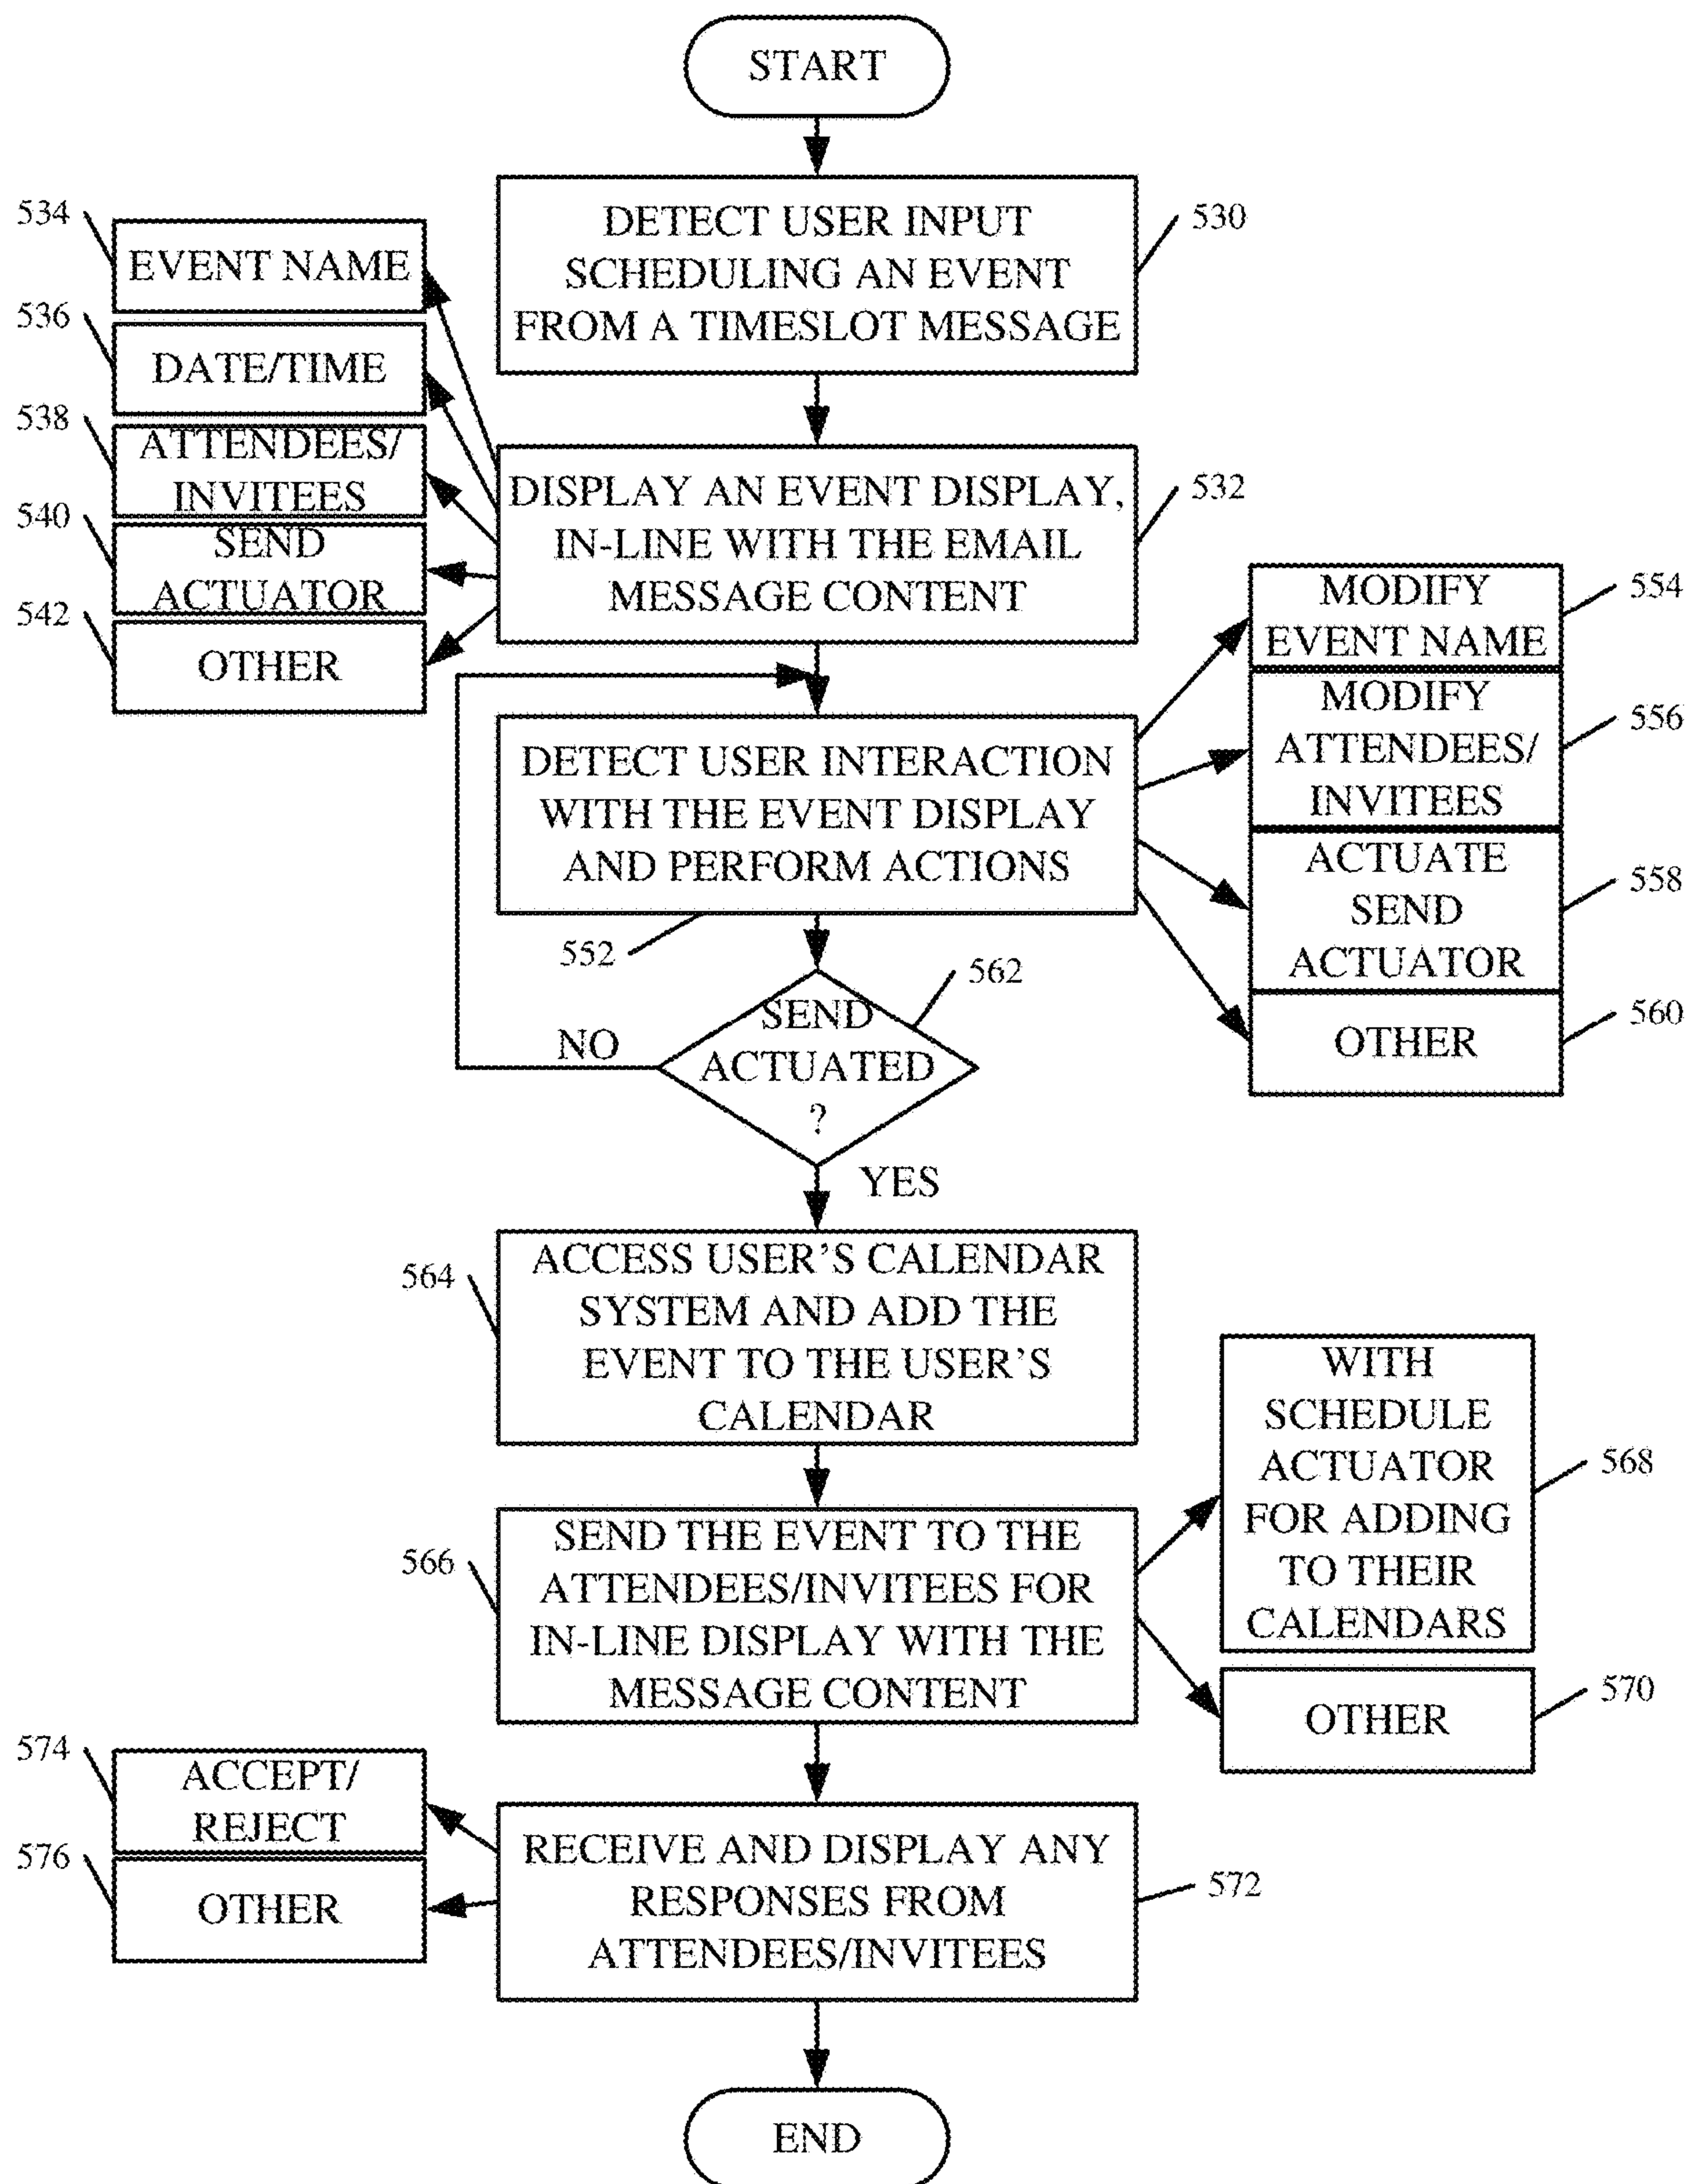 START
DETECT USER INPUT
SCHEDULING AN EVENT
FROM A TIMESLOT MESSAGE
530
534
EVENT NAME
536
DATE/TIME
538
ATTENDEES/
INVITEES
540
SEND
ACTUATOR
542
OTHER
DISPLAY AN EVENT DISPLAY,
IN-LINE WITH THE EMAIL
MESSAGE CONTENT
532
DETECT USER INTERACTION
WITH THE EVENT DISPLAY
AND PERFORM ACTIONS
552
MODIFY
EVENT NAME
554
MODIFY
ATTENDEES/
INVITEES
556
ACTUATE
SEND
ACTUATOR
558
OTHER
560
SEND
ACTUATED
?
562
NO
YES
564
ACCESS USER'S CALENDAR
SYSTEM AND ADD THE
EVENT TO THE USER'S
CALENDAR
566
SEND THE EVENT TO THE
ATTENDEES/INVITEES FOR
IN-LINE DISPLAY WITH THE
MESSAGE CONTENT
WITH
SCHEDULE
ACTUATOR
FOR ADDING
TO THEIR
CALENDARS
568
OTHER
570
574
ACCEPT/
REJECT
576
OTHER
RECEIVE AND DISPLAY ANY
RESPONSES FROM
ATTENDEES/INVITEES
572
END